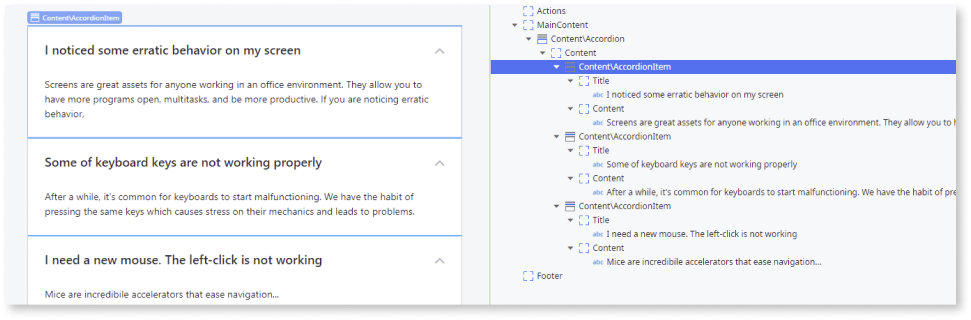 Content\AccordionItem
I noticed some erratic behavior on my screen
Screens are great assets for anyone working in an office environment. They allow you to
have more programs open, multitasks, and be more productive. If you are noticing erratic
behavior,
Some of keyboard keys are not working properly
After a while, it's common for keyboards to start malfunctioning. We have the habit of
pressing the same keys which causes stress on their mechanics and leads to problems.
I need a new mouse. The left-click is not working
Mice are incredibile accelerators that ease navigation...
Actions
MainContent
Content\Accordion
Content
Content\AccordionItem
Title
abc I noticed some erratic behavior on my screen
Content
abc Screens are great assets for anyone working in an office environment. They allow you to h
Content\AccordionItem
Title
abc Some of keyboard keys are not working properly
Content
abc After a while, it's common for keyboards to start malfunctioning. We have the habit of pre
Content\AccordionItem
Title
abc I need a new mouse. The left-click is not working
Content
abc Mice are incredibile accelerators that ease navigation...
Footer